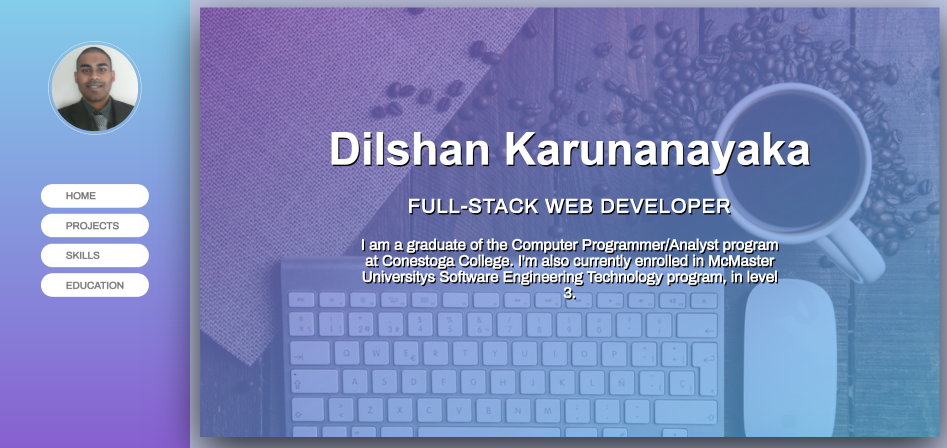 Dilshan Karunanayaka
HOME
FULL-STACK WEB DEVELOPER
PROJECTS
I am a graduate of the Computer Programmer/Analyst program
SKILLS
at Conestoga College. I'm also currently enrolled in McMaster
Universitys Software Engineering Technology program, in level
EDUCATION
3.